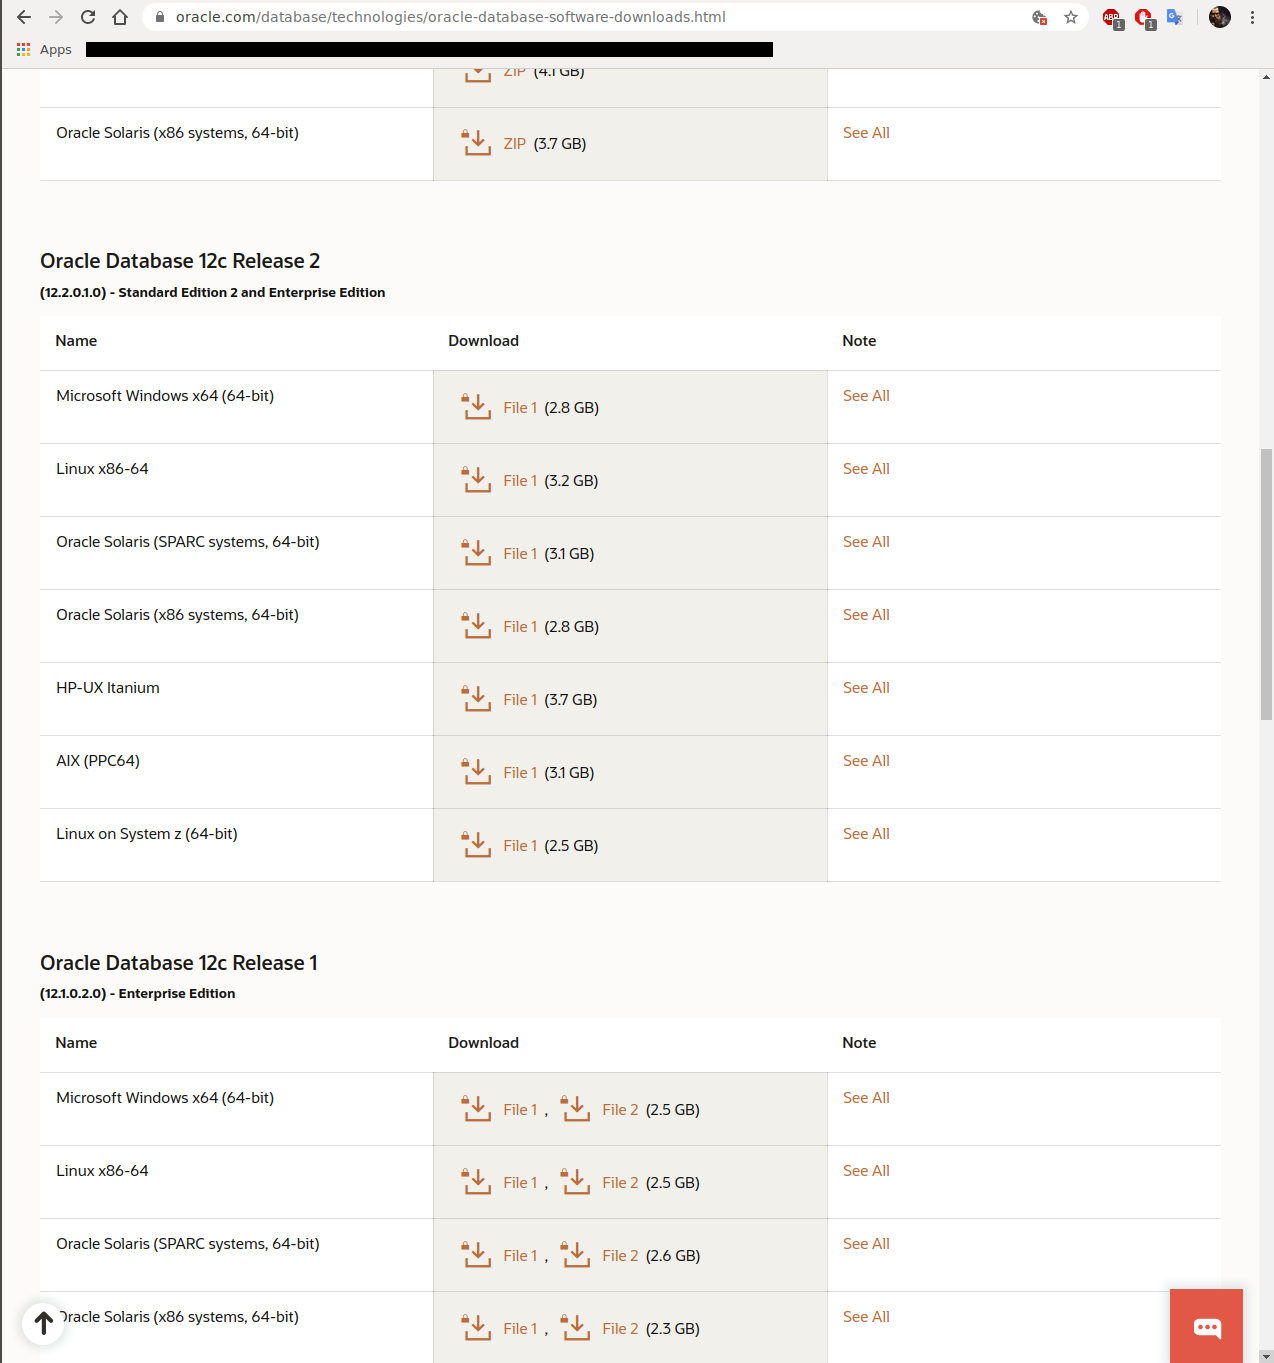 oracle.com/database/technologies/oracle-database-software-downloads.html
ABP 1 1 G
Apps
ZIP (4.1 GB)
Oracle Solaris (x86 systems, 64-bit) ZIP (3.7 GB) See All
Oracle Database 12c Release 2
(12.2.0.1.0) - Standard Edition 2 and Enterprise Edition
Name Download Note
Microsoft Windows x64 (64-bit) File 1 (2.8 GB) See All
Linux x86-64 File 1 (3.2 GB) See All
Oracle Solaris (SPARC systems, 64-bit) File 1 (3.1 GB) See All
Oracle Solaris (x86 systems, 64-bit) File 1 (2.8 GB) See All
HP-UX Itanium File 1 (3.7 GB) See All
AIX (PPC64) File 1 (3.1 GB) See All
Linux on System z (64-bit) File 1 (2.5 GB) See All
Oracle Database 12c Release 1
(12.1.0.2.0) - Enterprise Edition
Name Download Note
Microsoft Windows x64 (64-bit) File 1 , File 2 (2.5 GB) See All
Linux x86-64 File 1 , File 2 (2.5 GB) See All
Oracle Solaris (SPARC systems, 64-bit) File 1 , File 2 (2.6 GB) See All
Oracle Solaris (x86 systems, 64-bit) File 1 , File 2 (2.3 GB) See All